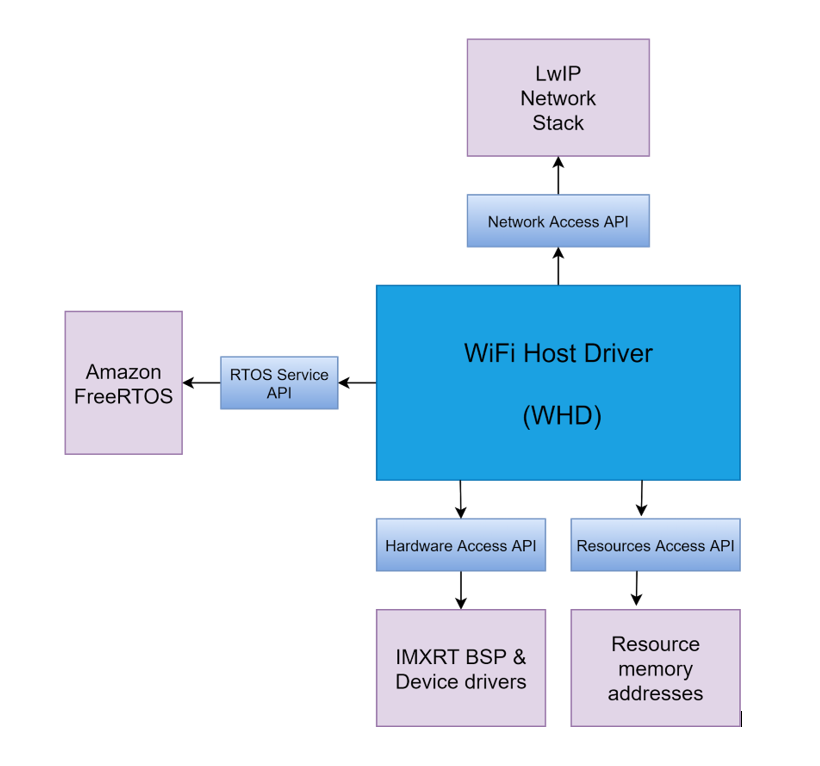 LwIP
Network
Stack
Network Access API
WiFi Host Driver
(WHD)
Amazon
FreeRTOS
RTOS Service
API
Hardware Access API
Resources Access API
IMXRT BSP &
Device drivers
Resource
memory
addresses